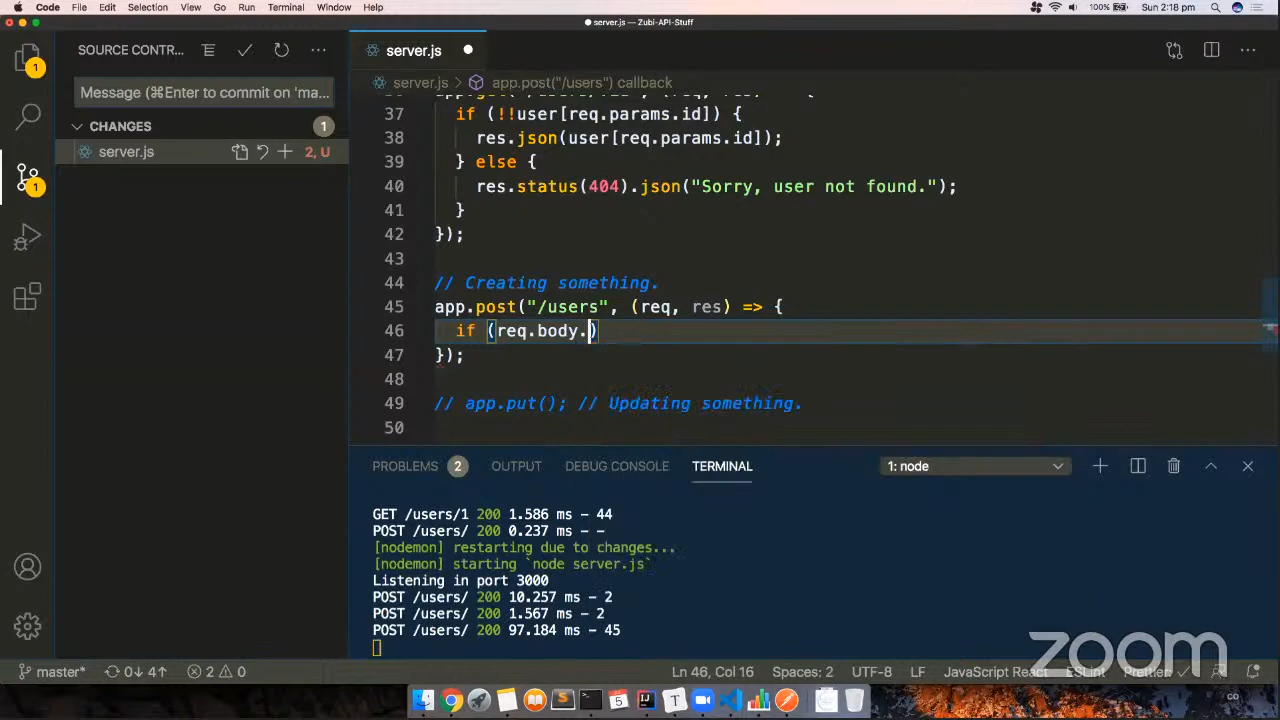 Code File Edit Selection View Go Run Terminal Window Help 100% Sun 2:18 pm
server.js — Zubi-API-Stuff
SOURCE CONTR...
server.js
server.js > app.post("/users") callback
Message (⌘Enter to commit on 'ma...
CHANGES 1
server.js 2, U
1
1
37 if (!!user[req.params.id]) {
38 res.json(user[req.params.id]);
39 } else {
40 res.status(404).json("Sorry, user not found.");
41 }
42 });
43
44 // Creating something.
45 app.post("/users", (req, res) => {
46 if (req.body.)
47 });
48
49 // app.put(); // Updating something.
50
PROBLEMS 2 OUTPUT DEBUG CONSOLE TERMINAL 1: node
GET /users/1 200 1.586 ms - 44
POST /users/ 200 0.237 ms - -
[nodemon] restarting due to changes...
[nodemon] starting `node server.js`
Listening in port 3000
POST /users/ 200 10.257 ms - 2
POST /users/ 200 1.567 ms - 2
POST /users/ 200 97.184 ms - 45
zoom
master* 0↓ 4↑ 2 0 Ln 46, Col 16 Spaces: 2 UTF-8 LF JavaScript React ESLint Prettier
5